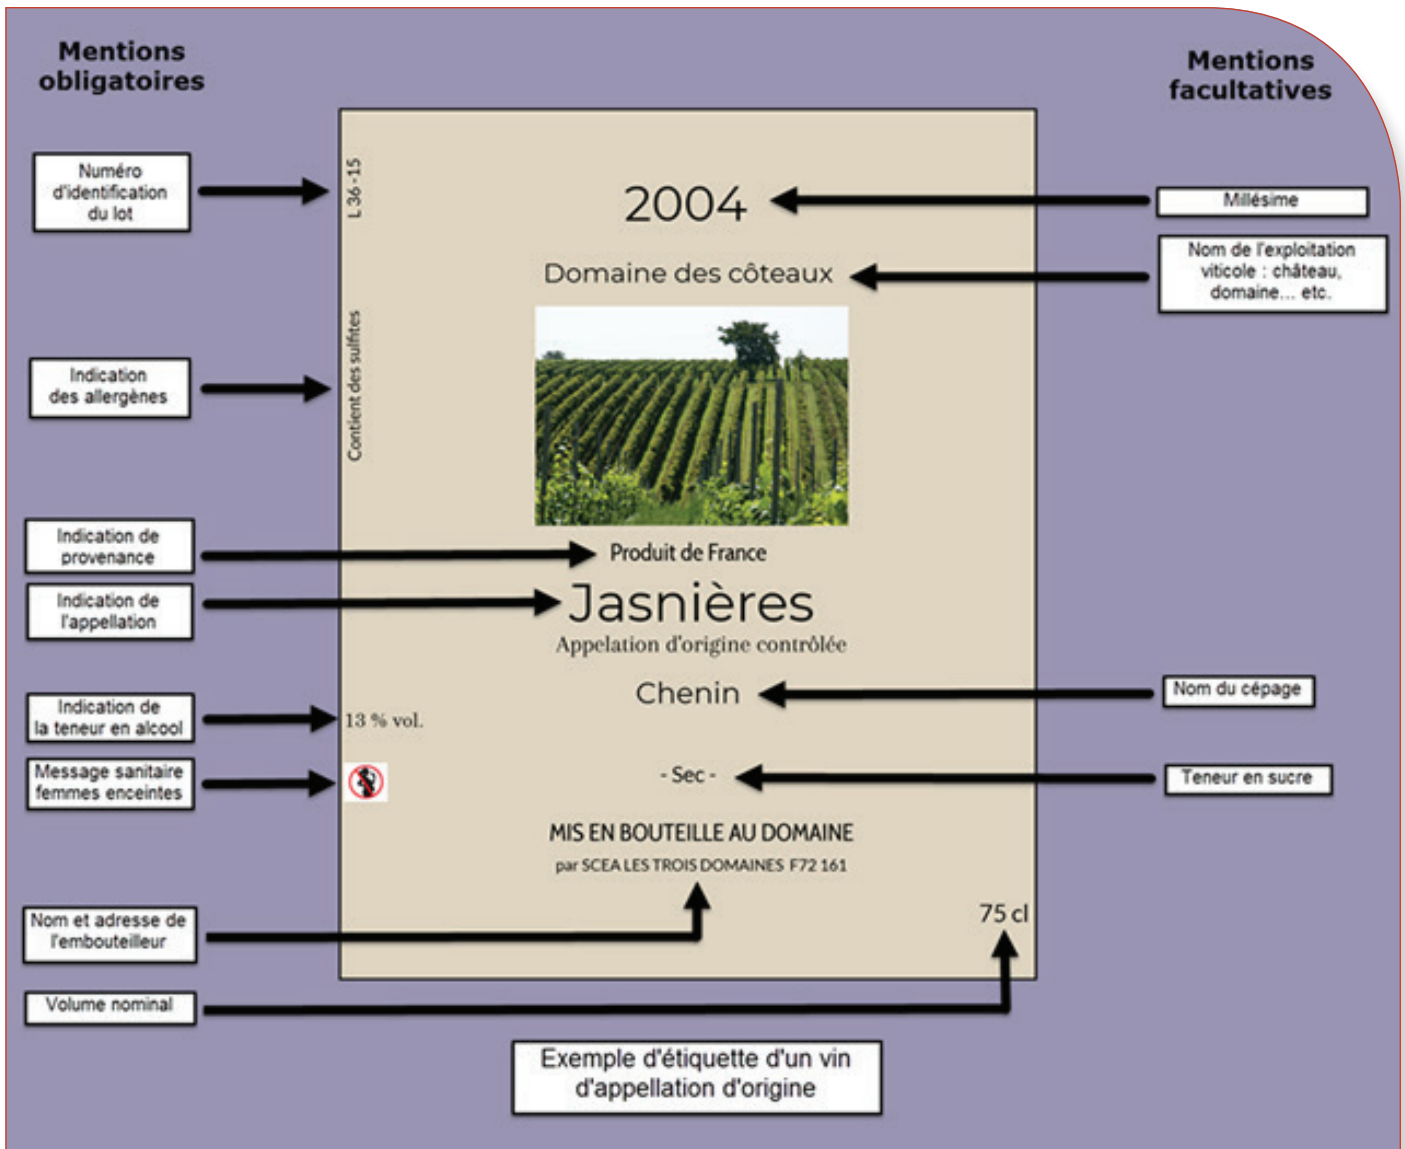 Mentions
obligatoires
Mentions
facultatives
Numéro
d'identification
du lot
L 36 -15
2004
Millésime
Domaine des côteaux
Nom de l'exploitation
viticole : château,
domaine... etc.
Indication
des allergènes
Contient des sulfites
Indication de
provenance
Produit de France
Indication de
l'appellation
Jasnières
Appelation d'origine contrôlée
Chenin
Nom du cépage
Indication de
la teneur en alcool
13 % vol.
Message sanitaire
femmes enceintes
- Sec -
Teneur en sucre
MIS EN BOUTEILLE AU DOMAINE
par SCEA LES TROIS DOMAINES F72 161
Nom et adresse de
l'embouteilleur
75 cl
Volume nominal
Exemple d'étiquette d'un vin
d'appellation d'origine